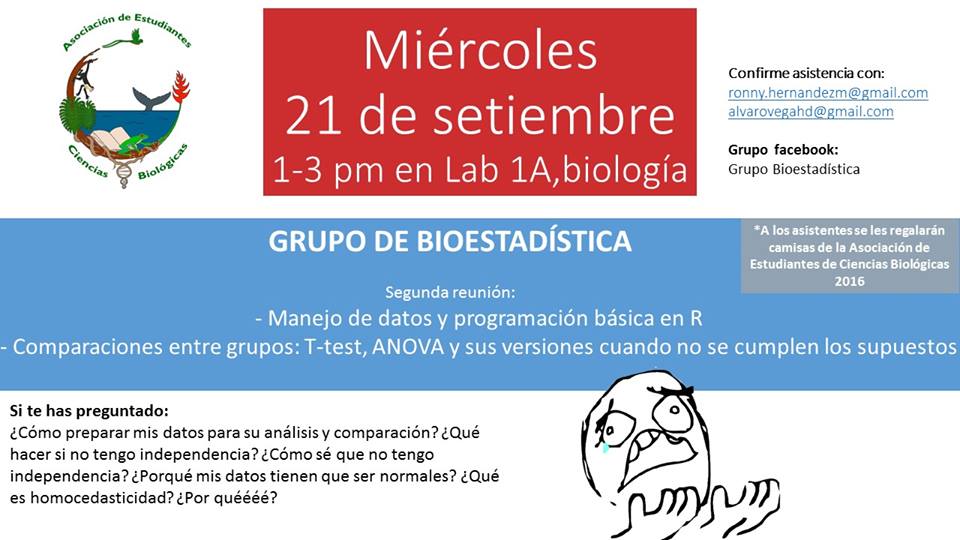 Asociación de Estudiantes
Ciencias Biológicas
Miércoles
21 de setiembre
1-3 pm en Lab 1A,biología
Confirme asistencia con:
ronny.hernandezm@gmail.com
alvarovegahd@gmail.com
Grupo facebook:
Grupo Bioestadística
GRUPO DE BIOESTADÍSTICA
*A los asistentes se les regalarán
camisas de la Asociación de
Estudiantes de Ciencias Biológicas
2016
Segunda reunión:
- Manejo de datos y programación básica en R
- Comparaciones entre grupos: T-test, ANOVA y sus versiones cuando no se cumplen los supuestos
Si te has preguntado:
¿Cómo preparar mis datos para su análisis y comparación? ¿Qué
hacer si no tengo independencia? ¿Cómo sé que no tengo
independencia? ¿Porqué mis datos tienen que ser normales? ¿Qué
es homocedasticidad? ¿Por quéééé?